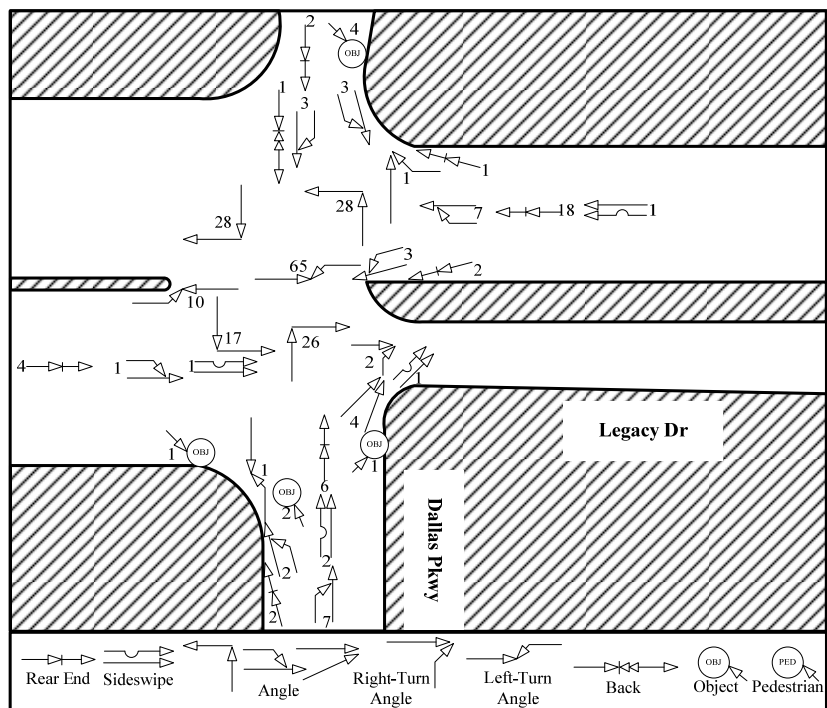 2
4
OBJ
1
3
3
1
1
28
28
7
18
1
65
3
2
10
17
26
4
1
1
2
1
4
Legacy Dr
1
OBJ
OBJ
1
1
6
OBJ
2
Dallas Pkwy
2
2
2
7
OBJ
PED
Rear End
Sideswipe
Angle
Right-Turn
Angle
Left-Turn
Angle
Back
Object
Pedestrian